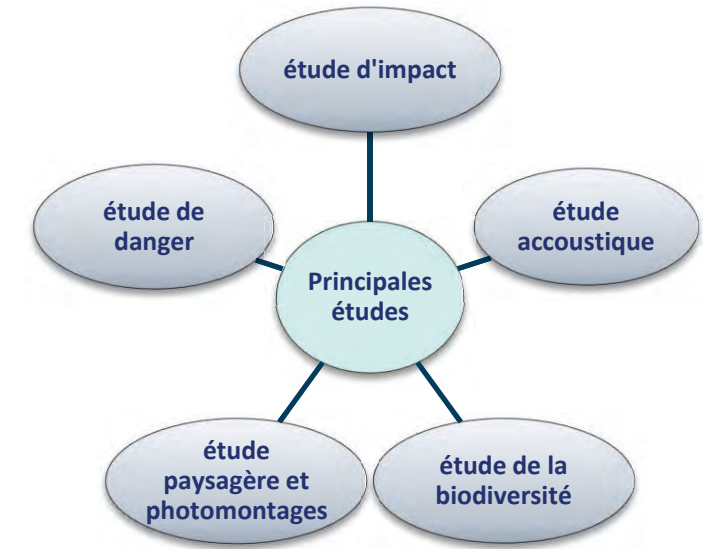 étude d'impact
étude de
danger
étude
accoustique
Principales
études
étude
paysagère et
photomontages
étude de la
biodiversité